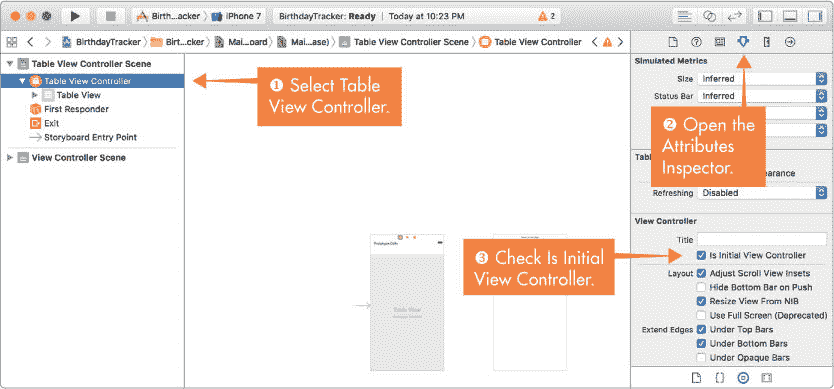 Birth...acker iPhone 7 BirthdayTracker: Ready | Today at 10:23 PM 2
BirthdayTracker Birt...cker Mai...oard Mai...ase) Table View Controller Scene Table View Controller
Table View Controller Scene
Table View Controller
Table View
First Responder
Exit
Storyboard Entry Point
View Controller Scene
❶ Select Table
View Controller.
Prototype Cells
Table View
Prototype Content
Simulated Metrics
Size Inferred
Status Bar Inferred
❷ Open the
Attributes
Inspector.
Tab
earance
Refreshing Disabled
View Controller
Title
Is Initial View Controller
❸ Check Is Initial
View Controller.
Layout Adjust Scroll View Insets
Hide Bottom Bar on Push
Resize View From NIB
Use Full Screen (Deprecated)
Extend Edges Under Top Bars
Under Bottom Bars
Under Opaque Bars